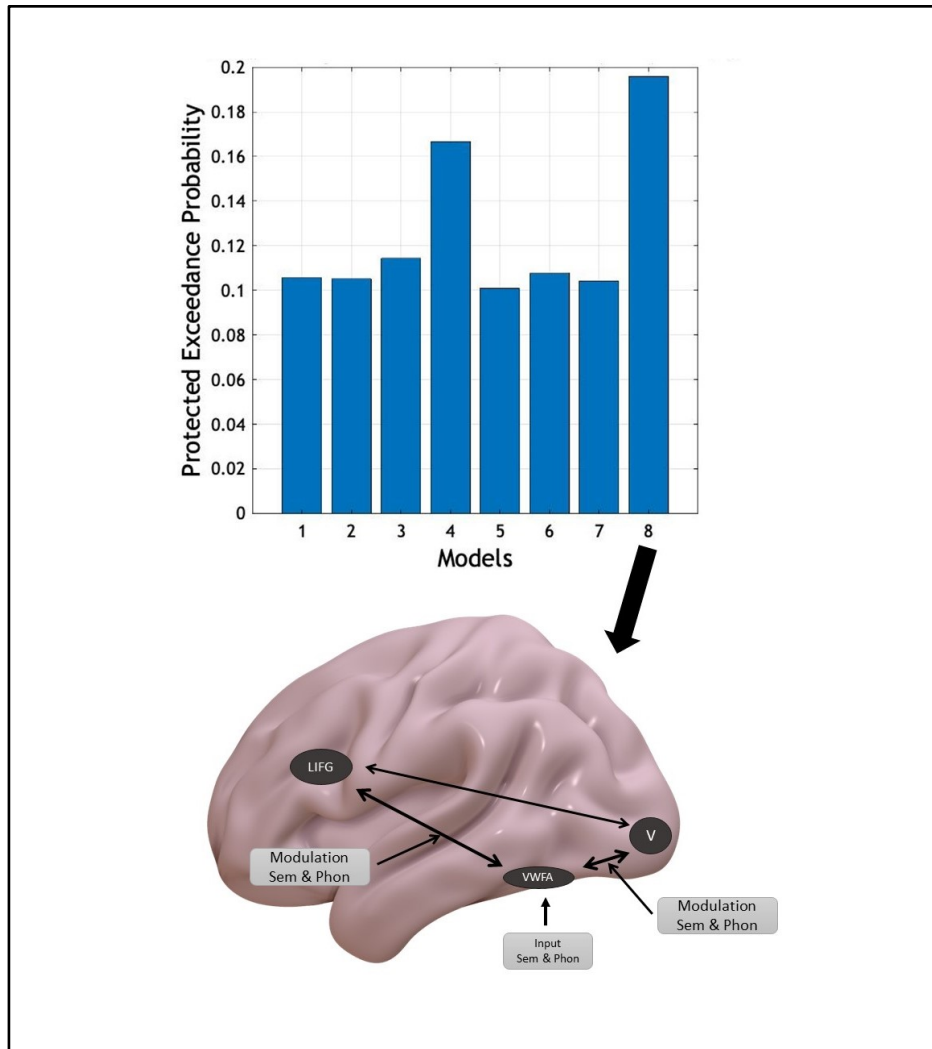 Protected Exceedance Probability
0.2
0.18
0.16
0.14
0.12
0.1
0.08
0.06
0.04
0.02
0
1 2 3 4 5 6 7 8
Models
LIFG
V
Modulation
Sem & Phon
VWFA
Modulation
Sem & Phon
Input
Sem & Phon